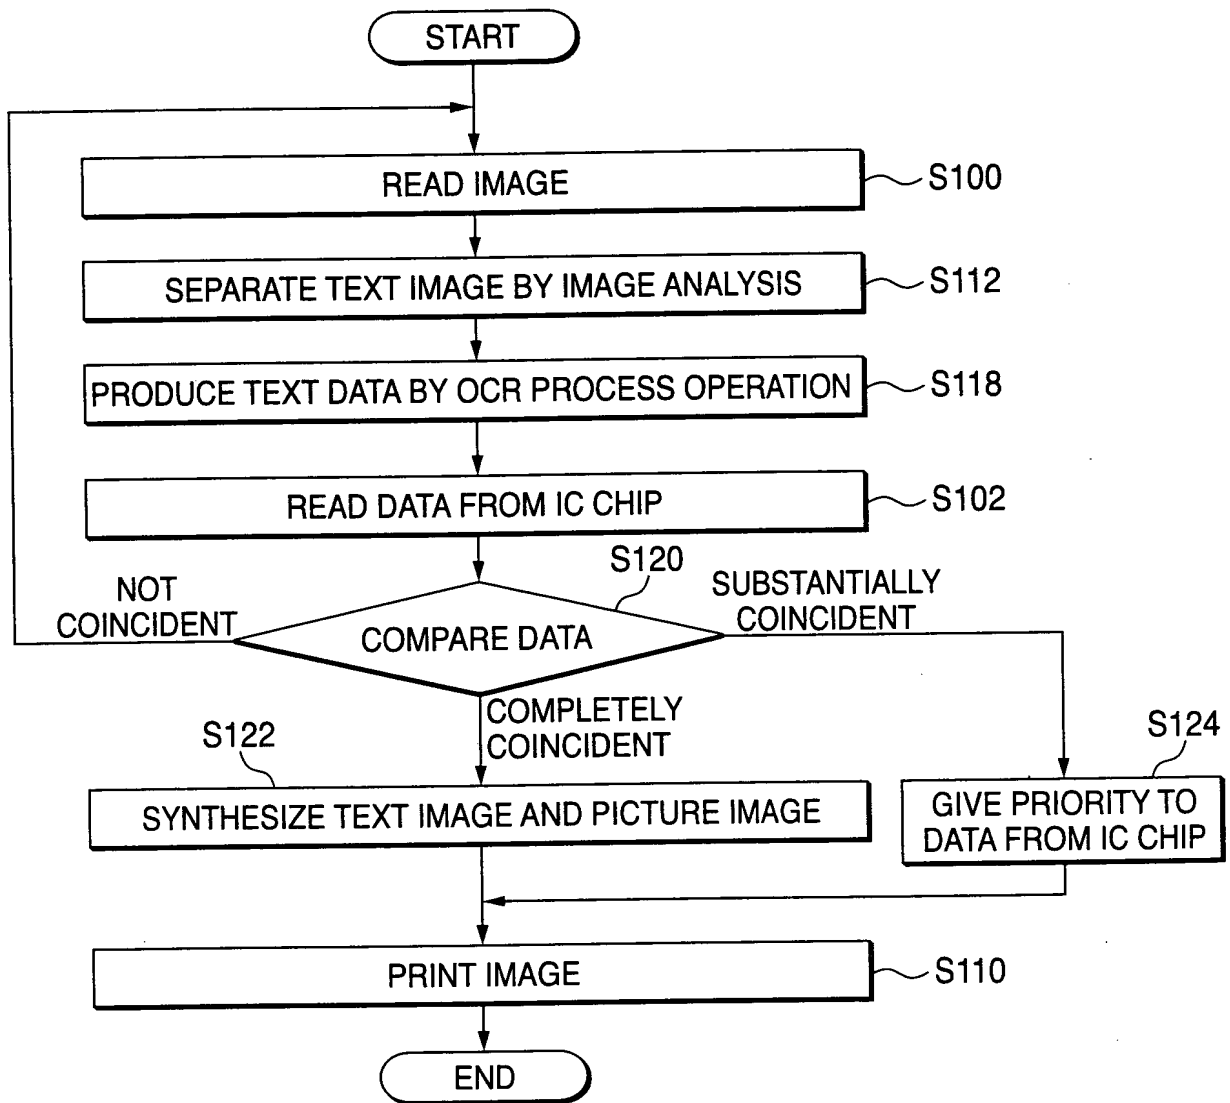 START
READ IMAGE
S100
SEPARATE TEXT IMAGE BY IMAGE ANALYSIS
S112
PRODUCE TEXT DATA BY OCR PROCESS OPERATION
S118
READ DATA FROM IC CHIP
S102
NOT
COINCIDENT
S120
COMPARE DATA
SUBSTANTIALLY
COINCIDENT
COMPLETELY
COINCIDENT
S122
SYNTHESIZE TEXT IMAGE AND PICTURE IMAGE
S124
GIVE PRIORITY TO
DATA FROM IC CHIP
PRINT IMAGE
S110
END